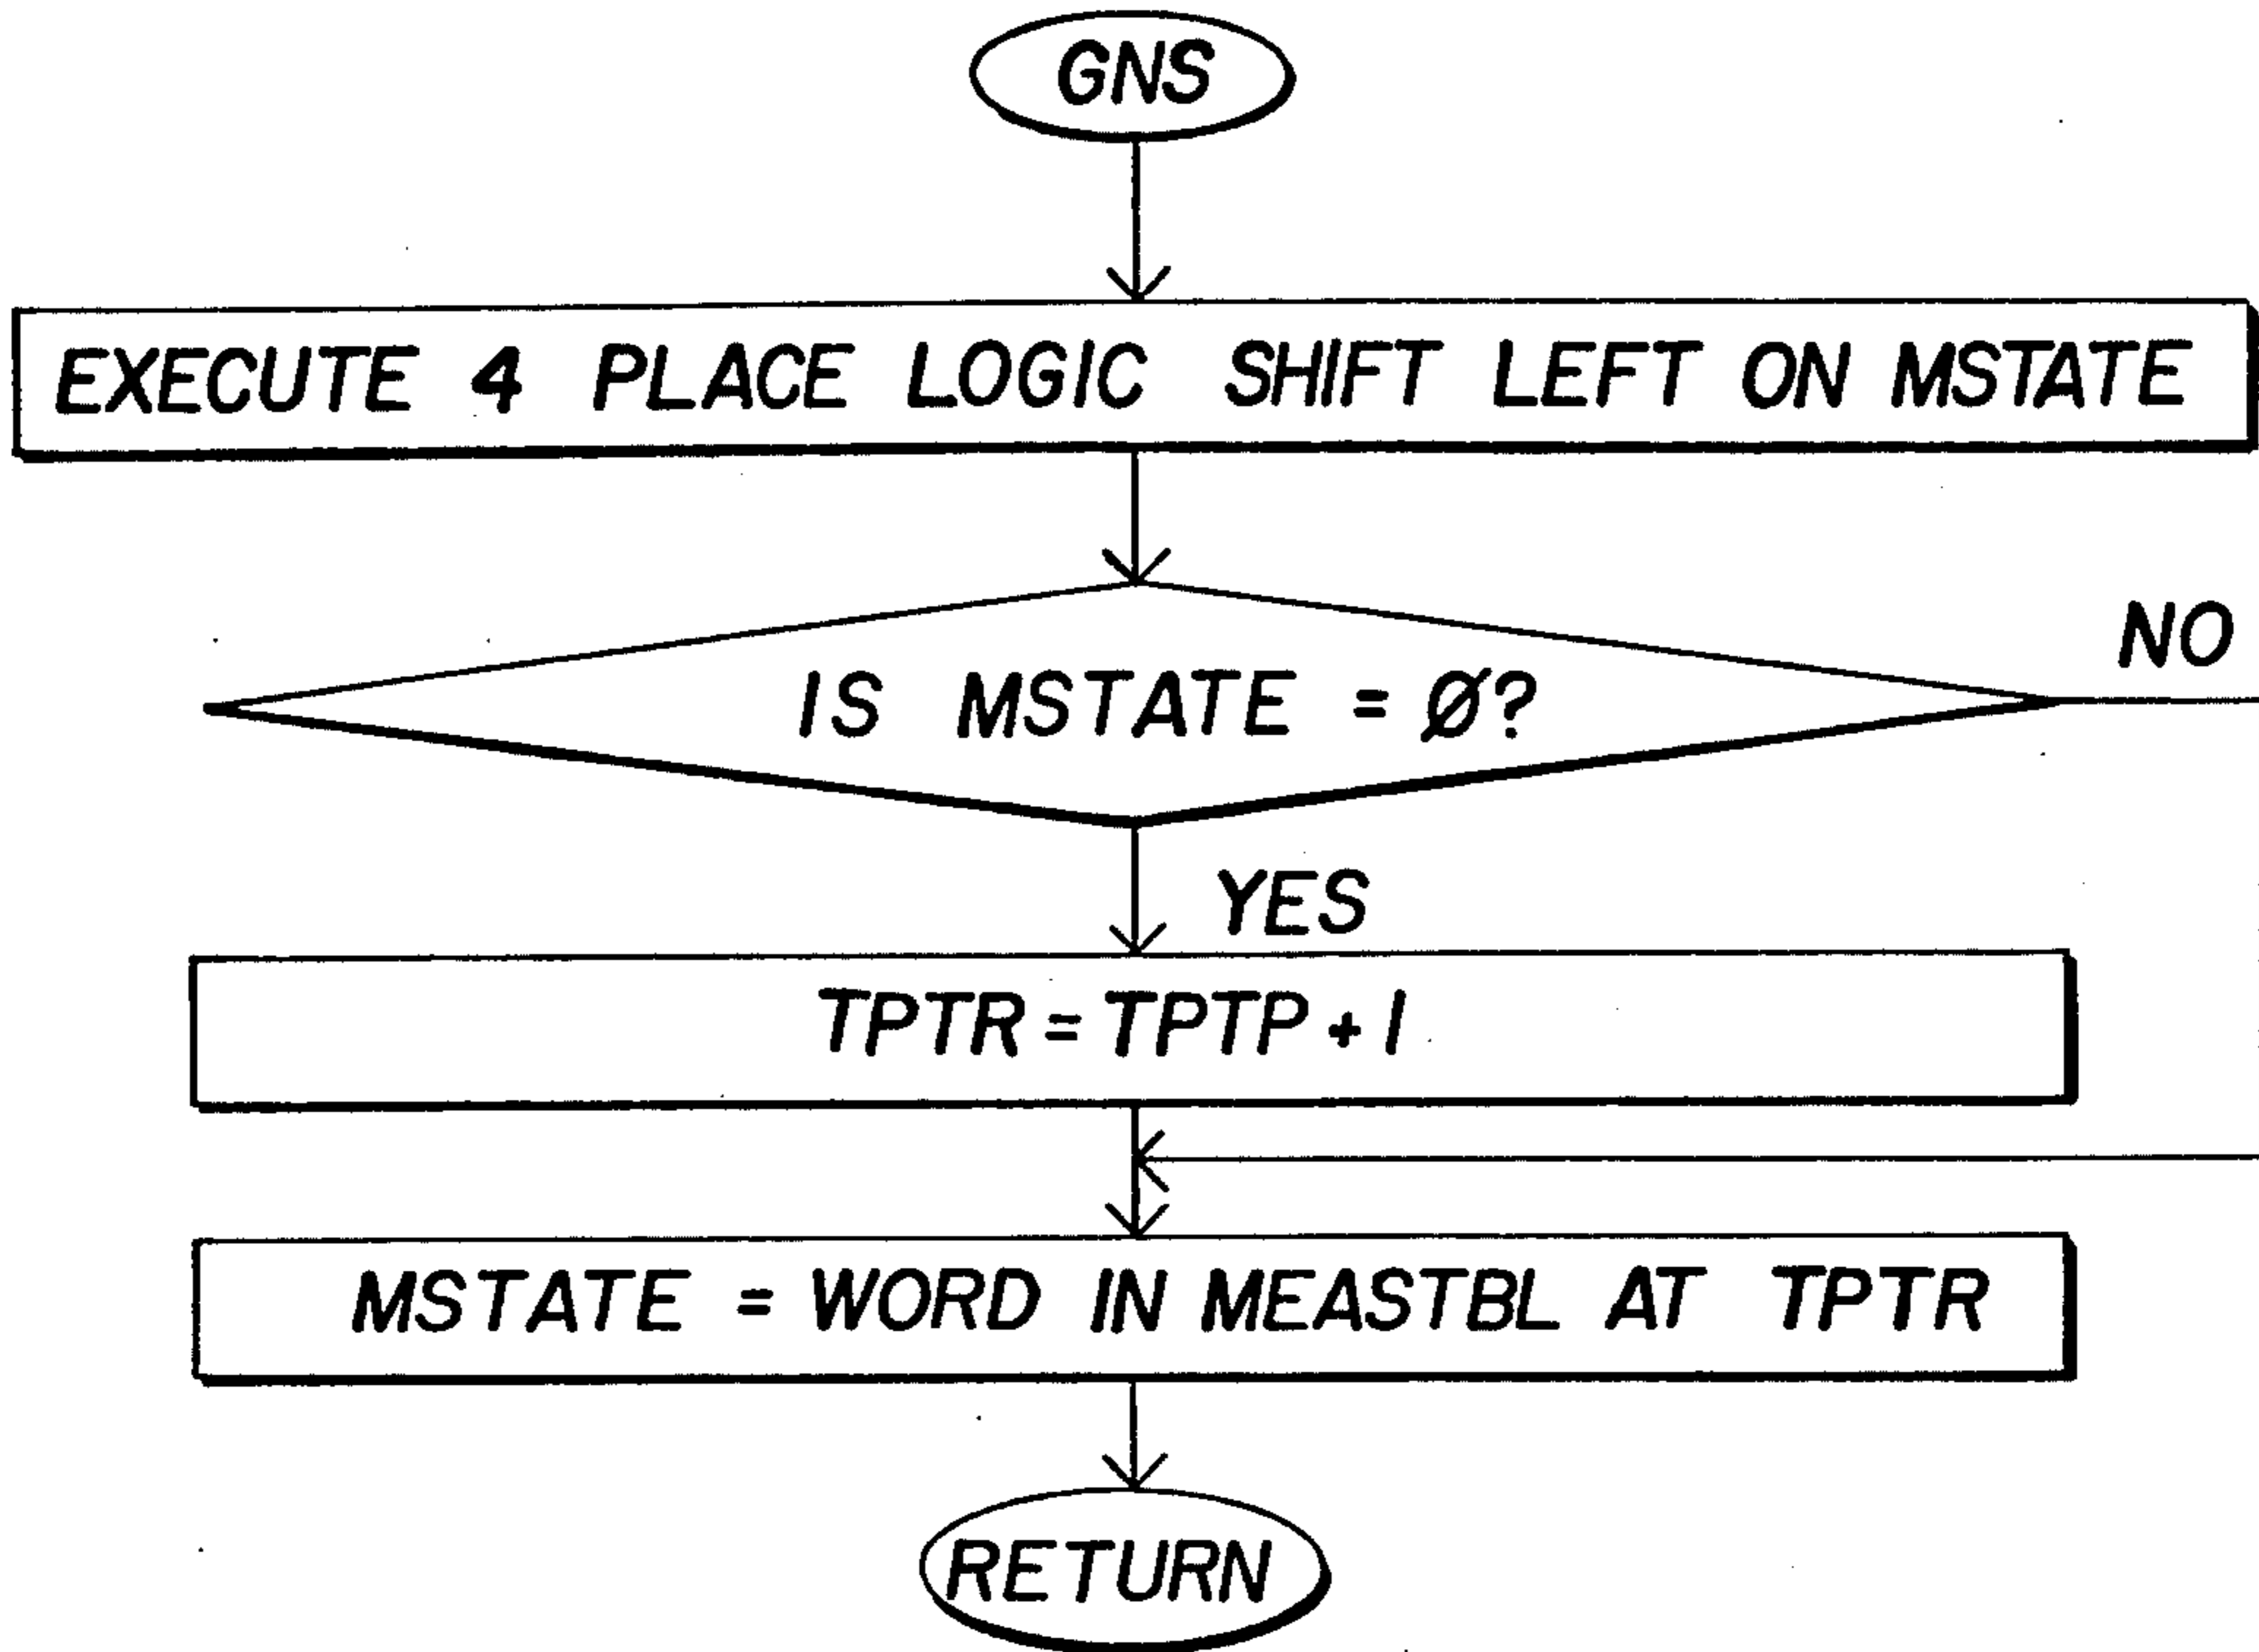 GNS
EXECUTE 4 PLACE LOGIC SHIFT LEFT ON MSTATE
NO
IS MSTATE = Ø?
YES
TPTR = TPTP + 1
MSTATE = WORD IN MEASTBL AT TPTR
RETURN